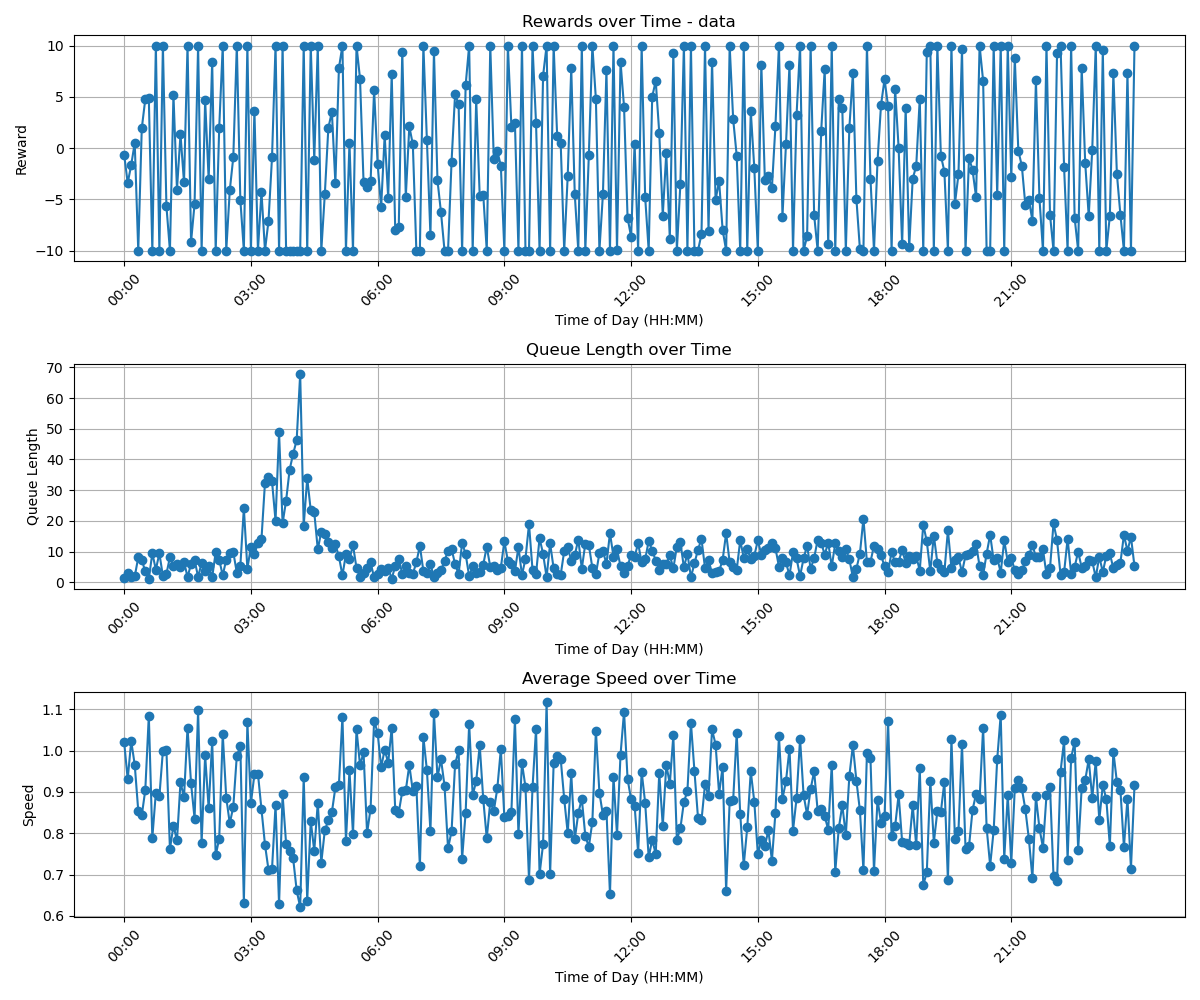 Rewards over Time - data
Reward
10
5
0
−5
−10
00:00 03:00 06:00 09:00 12:00 15:00 18:00 21:00
Time of Day (HH:MM)
Queue Length over Time
Queue Length
70
60
50
40
30
20
10
0
00:00 03:00 06:00 09:00 12:00 15:00 18:00 21:00
Time of Day (HH:MM)
Average Speed over Time
Speed
1.1
1.0
0.9
0.8
0.7
0.6
00:00 03:00 06:00 09:00 12:00 15:00 18:00 21:00
Time of Day (HH:MM)